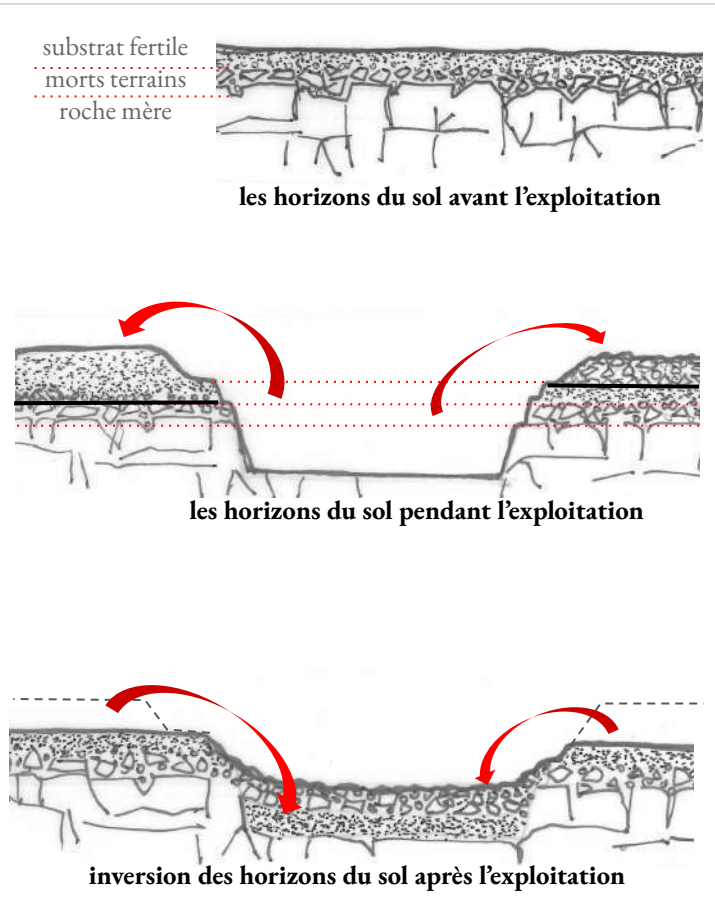 substrat fertile
morts terrains
roche mère
les horizons du sol avant l’exploitation
les horizons du sol pendant l’exploitation
inversion des horizons du sol après l’exploitation